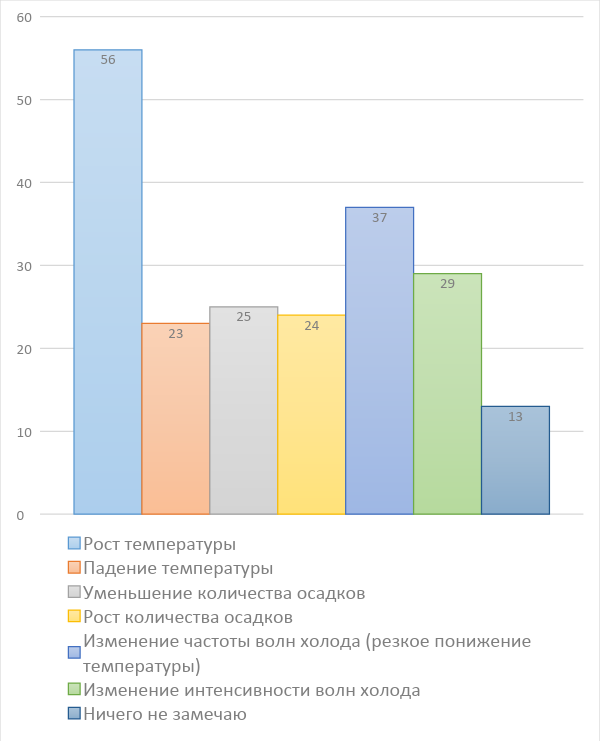 60
56
50
40
37
30
29
25
24
23
20
13
10
0
Рост температуры
Падение температуры
Уменьшение количества осадков
Рост количества осадков
Изменение частоты волн холода (резкое понижение
температуры)
Изменение интенсивности волн холода
Ничего не замечаю